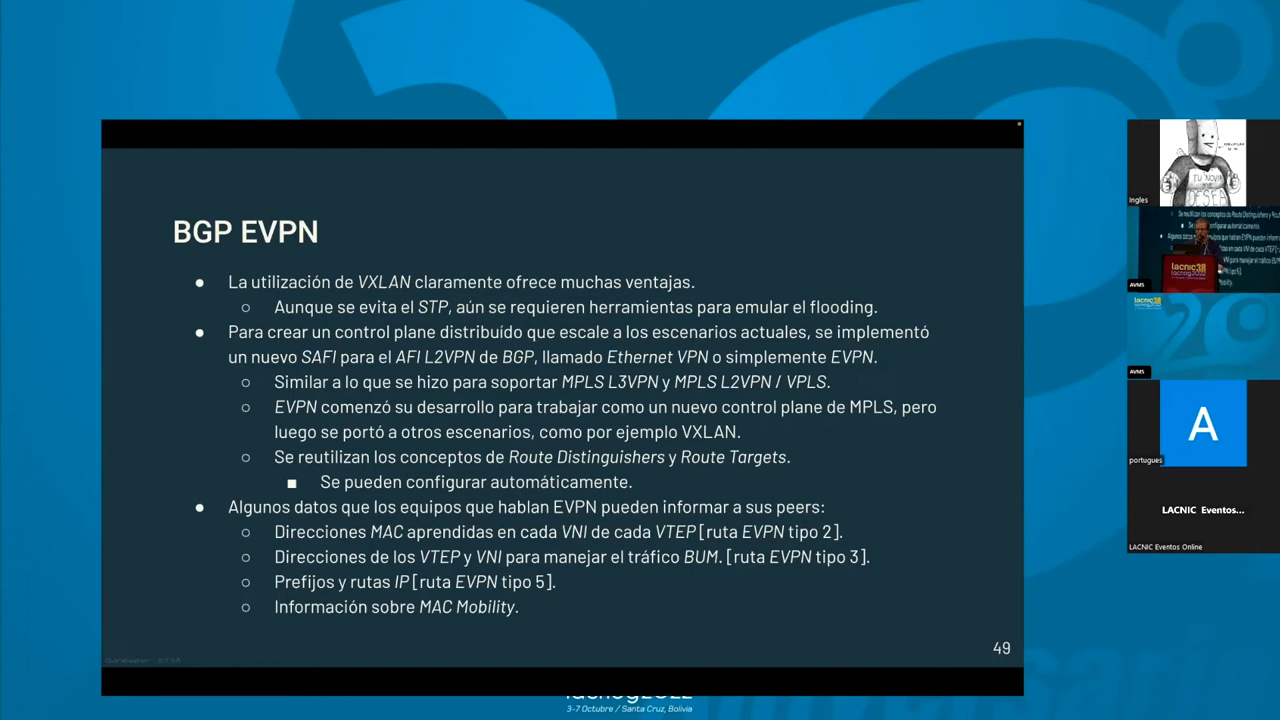 BGP EVPN
● La utilización de VXLAN claramente ofrece muchas ventajas.
○ Aunque se evita el STP, aún se requieren herramientas para emular el flooding.
● Para crear un control plane distribuído que escale a los escenarios actuales, se implementó
un nuevo SAFI para el AFI L2VPN de BGP, llamado Ethernet VPN o simplemente EVPN.
○ Similar a lo que se hizo para soportar MPLS L3VPN y MPLS L2VPN / VPLS.
○ EVPN comenzó su desarrollo para trabajar como un nuevo control plane de MPLS, pero
luego se portó a otros escenarios, como por ejemplo VXLAN.
○ Se reutilizan los conceptos de Route Distinguishers y Route Targets.
■ Se pueden configurar automáticamente.
● Algunos datos que los equipos que hablan EVPN pueden informar a sus peers:
○ Direcciones MAC aprendidas en cada VNI de cada VTEP [ruta EVPN tipo 2].
○ Direcciones de los VTEP y VNI para manejar el tráfico BUM. [ruta EVPN tipo 3].
○ Prefijos y rutas IP [ruta EVPN tipo 5].
○ Información sobre MAC Mobility.
49
lacnog2022
3-7 Octubre / Santa Cruz, Bolivia
TU NOVIA
DESEA
Ingles
lacnic38
AVMS
lacnic38
AVMS
A
portugues
LACNIC Eventos...
LACNIC Eventos Online